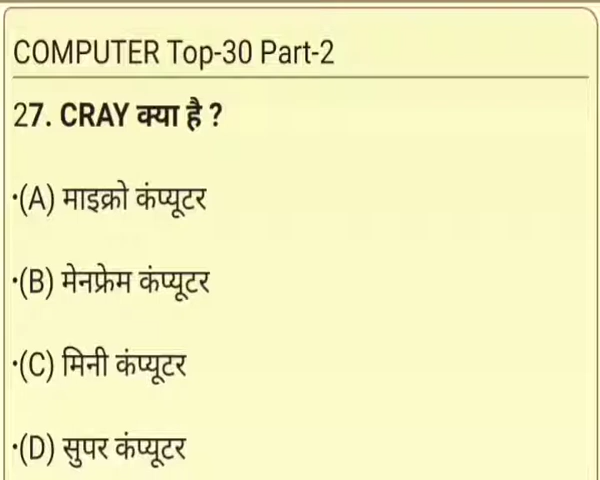 COMPUTER Top-30 Part-2
27. CRAY क्या है ?
•(A) माइक्रो कंप्यूटर
•(B) मेनफ्रेम कंप्यूटर
•(C) मिनी कंप्यूटर
•(D) सुपर कंप्यूटर